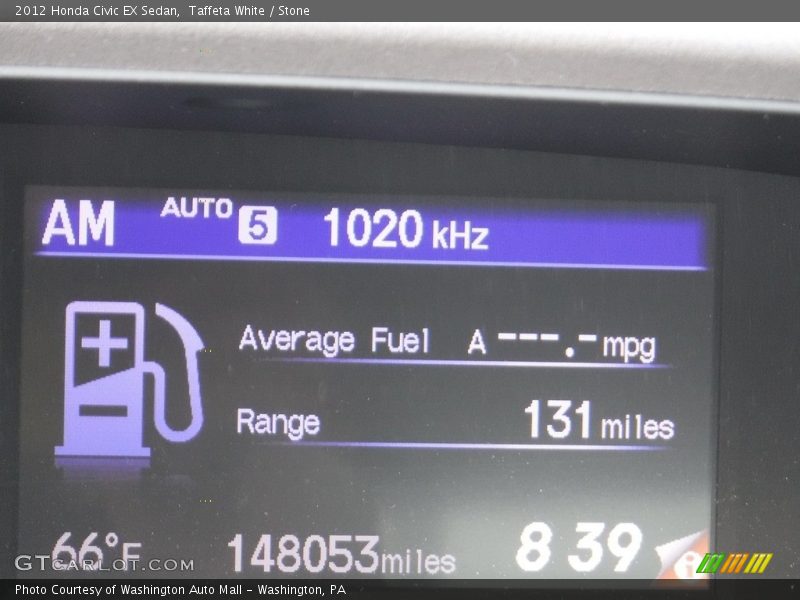 2012 Honda Civic EX Sedan, Taffeta White / Stone
AM AUTO 5 1020 kHz
Average Fuel A ---.- mpg
Range 131 miles
66°F 148053 miles 8 39
GTCARLOT.COM
Photo Courtesy of Washington Auto Mall - Washington, PA